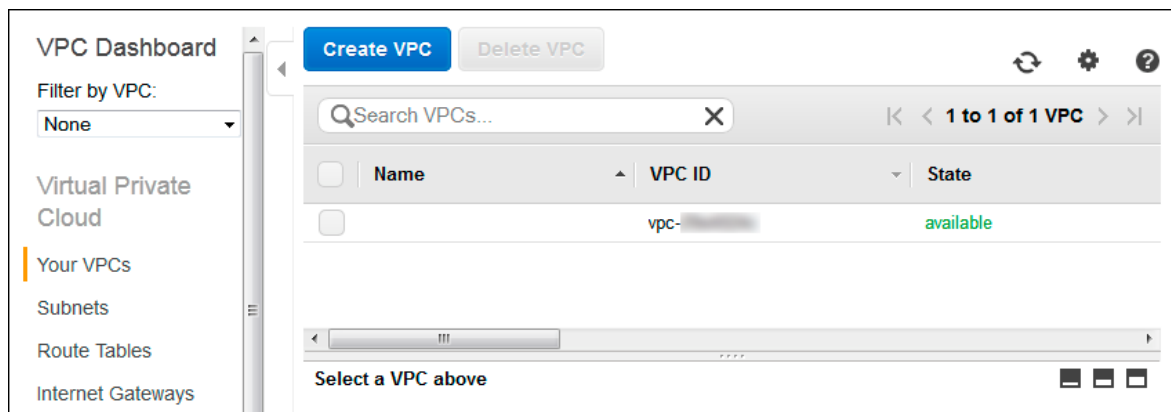 VPC Dashboard
Filter by VPC:
None
Virtual Private
Cloud
Your VPCs
Subnets
Route Tables
Internet Gateways
Create VPC
Delete VPC
Search VPCs...
1 to 1 of 1 VPC
Name
VPC ID
State
vpc-
available
Select a VPC above